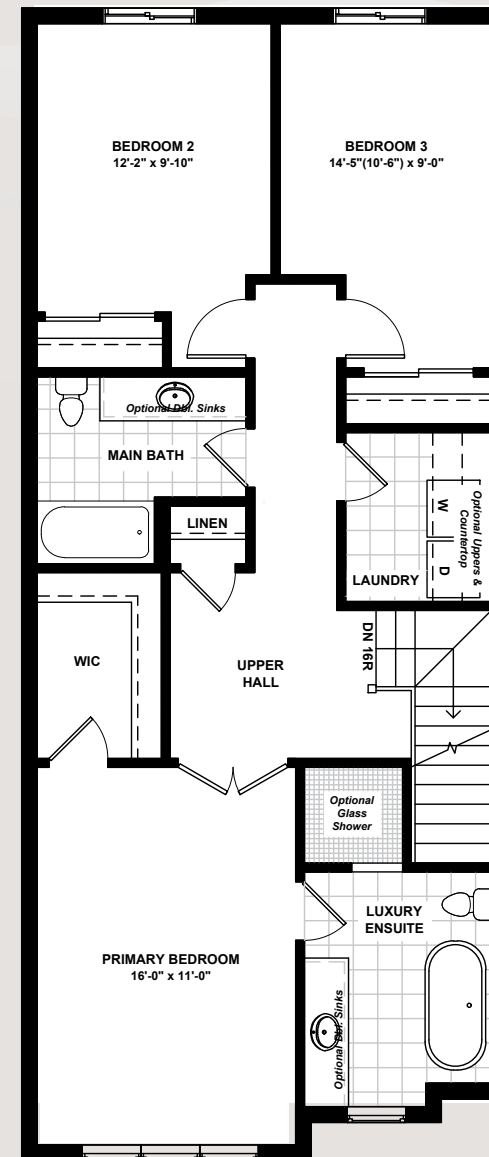 BEDROOM 2
12'-2" x 9'-10"
BEDROOM 3
14'-5"(10'-6") x 9'-0"
Optional Dbl. Sinks
MAIN BATH
LINEN
W
D
Optional Uppers &
Countertop
LAUNDRY
WIC
UPPER
HALL
DN 16R
Optional
Glass
Shower
LUXURY
ENSUITE
PRIMARY BEDROOM
16'-0" x 11'-0"
Optional Dbl. Sinks